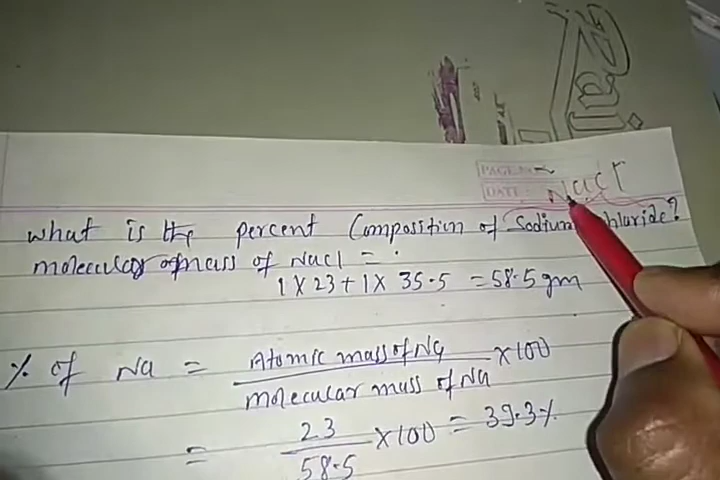 Raj
PAGE NO
DATE
NaCl
what is the percent Composition of Sodium Chluride?
molecular mass of NaCl =
1 X 23 + 1 X 35.5 = 58.5 gm
% of Na = Atomic mass of Na X 100
molecular mass of Na
= 23 X 100 = 39.3 %
58.5